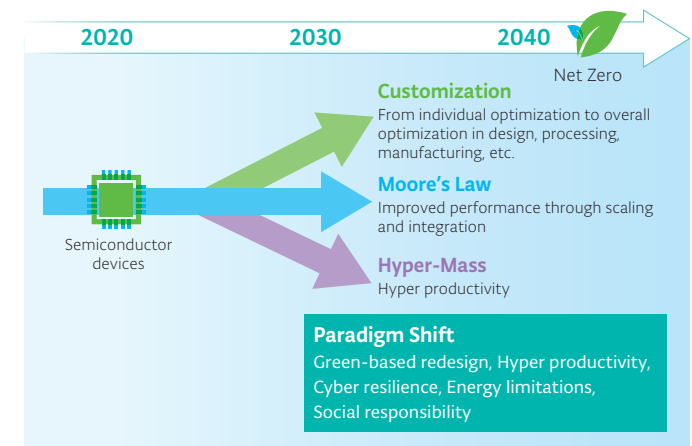 2020 2030 2040
Net Zero
Customization
From individual optimization to overall
optimization in design, processing,
manufacturing, etc.
Moore's Law
Improved performance through scaling
and integration
Semiconductor
devices
Hyper-Mass
Hyper productivity
Paradigm Shift
Green-based redesign, Hyper productivity,
Cyber resilience, Energy limitations,
Social responsibility